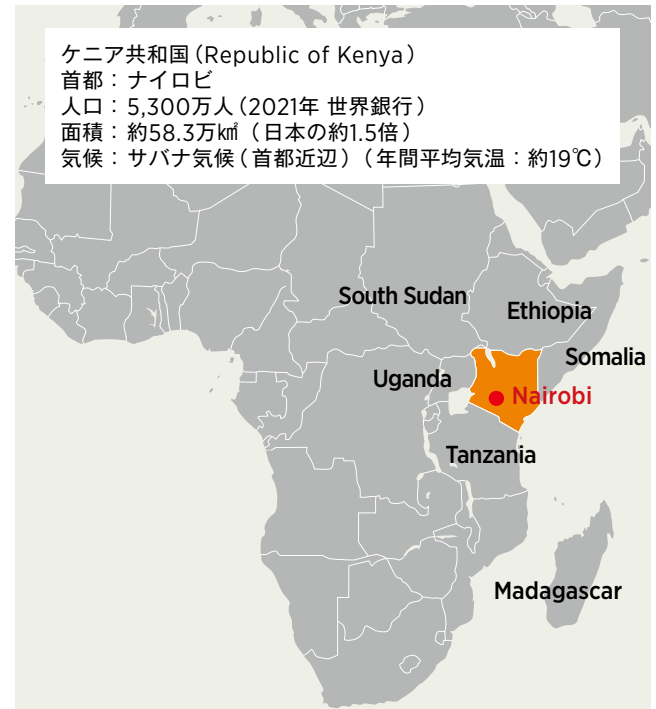 ケニア共和国（Republic of Kenya）
首都：ナイロビ
人口：5,300万人（2021年 世界銀行）
面積：約58.3万㎢（日本の約1.5倍）
気候：サバナ気候（首都近辺）（年間平均気温：約19℃）
South Sudan
Ethiopia
Somalia
Uganda
Nairobi
Tanzania
Madagascar